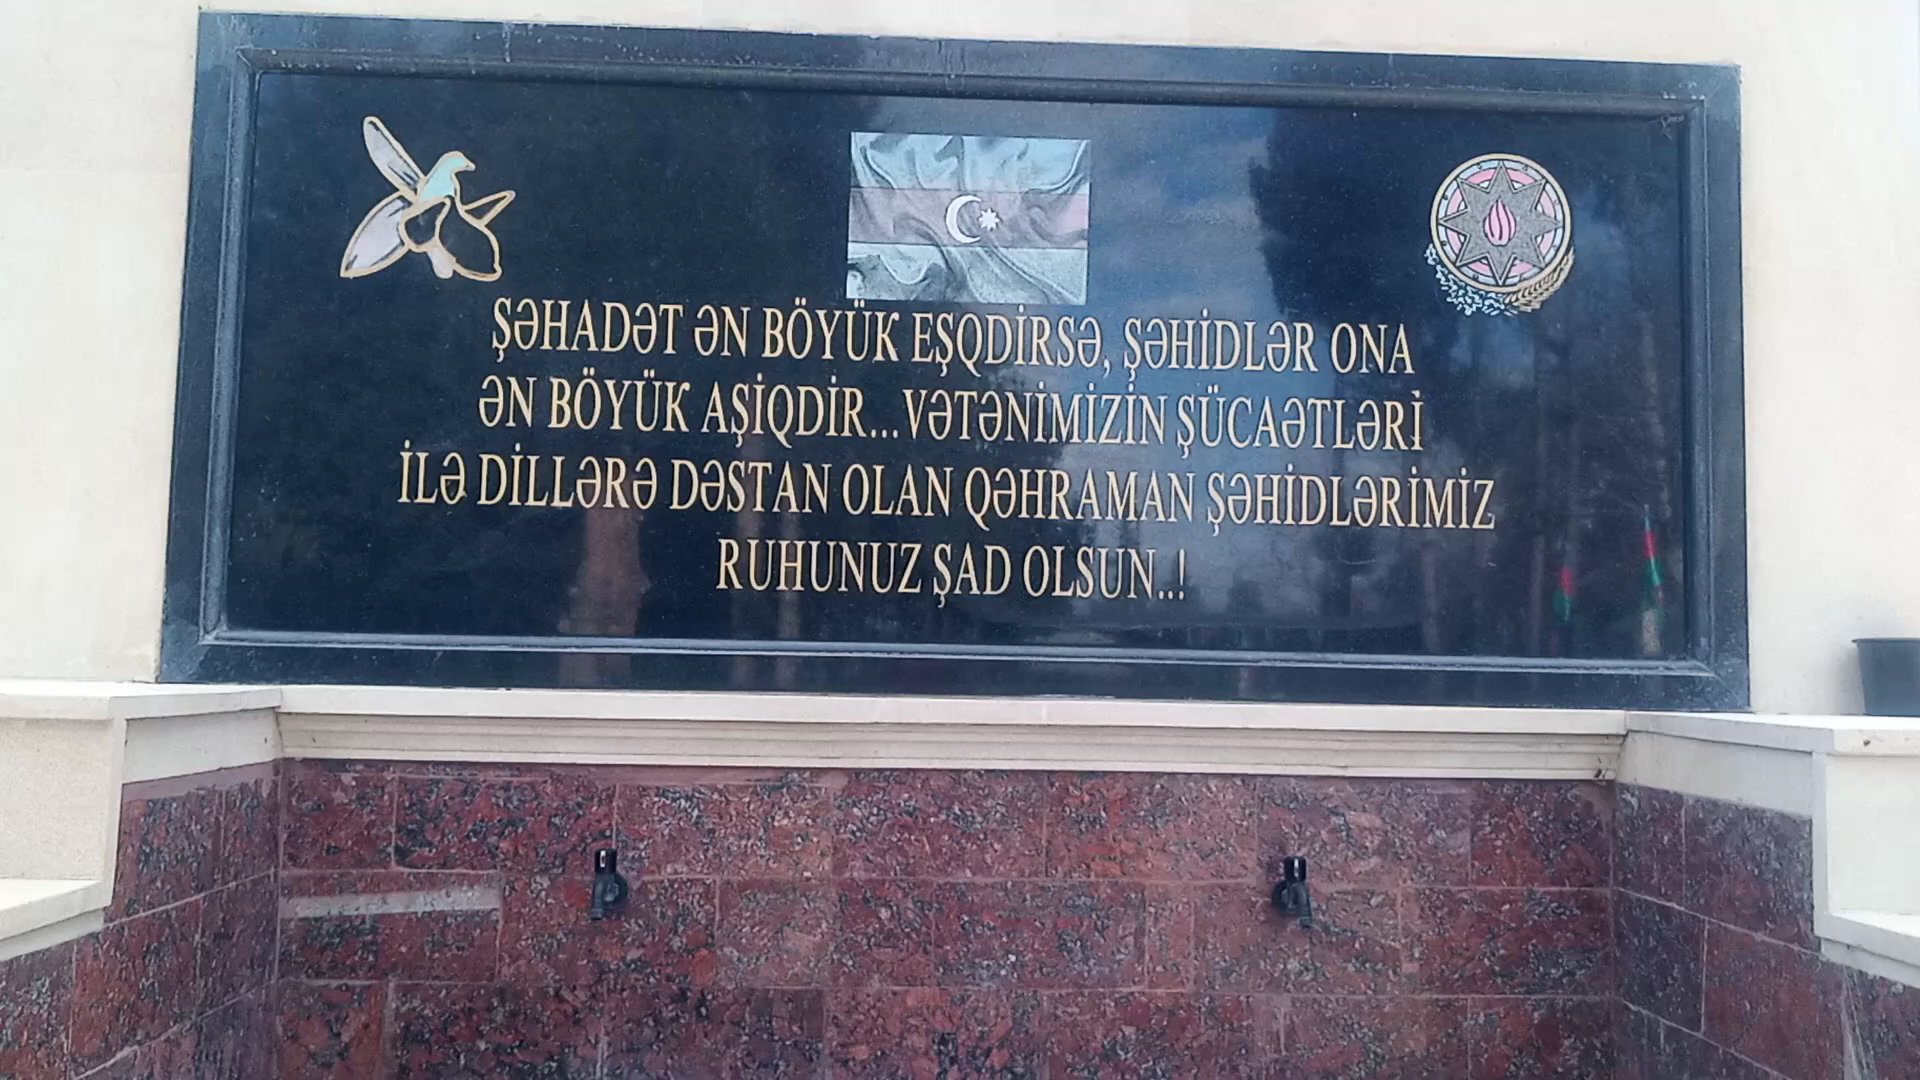 ŞƏHADƏT ƏN BÖYÜK EŞQDİRSƏ, ŞƏHİDLƏR ONA
ƏN BÖYÜK AŞİQDİR...VƏTƏNİMİZİN ŞÜCAƏTLƏRİ
İLƏ DİLLƏRƏ DƏSTAN OLAN QƏHRAMAN ŞƏHİDLƏRİMİZ
RUHUNUZ ŞAD OLSUN..!